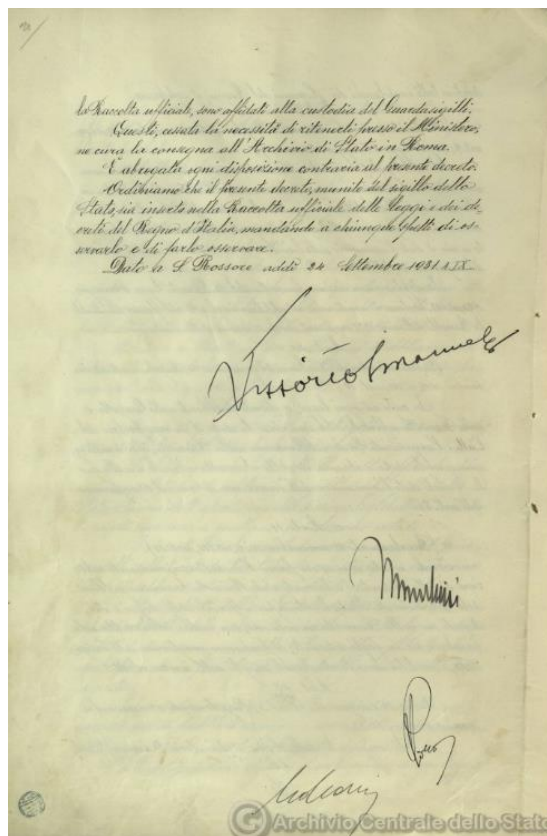 la Raccolta ufficiale, sono affidati alla custodia del Guardasigilli.
Questi, cessata la necessità di ritenerli presso il Ministero,
ne cura la consegna all'Archivio di Stato in Roma.
È abrogata ogni disposizione contraria al presente decreto.
Ordiniamo che il presente decreto, munito del sigillo dello
Stato, sia inserto nella Raccolta ufficiale delle leggi e dei de-
creti del Regno d'Italia, mandando a chiunque spetti di os-
servarlo e di farlo osservare.
Dato a S. Rossore addì 24 Settembre 1931 A IX
Vittorio Emanuele
Mussolini
Rocco
Archivio Centrale dello Stato